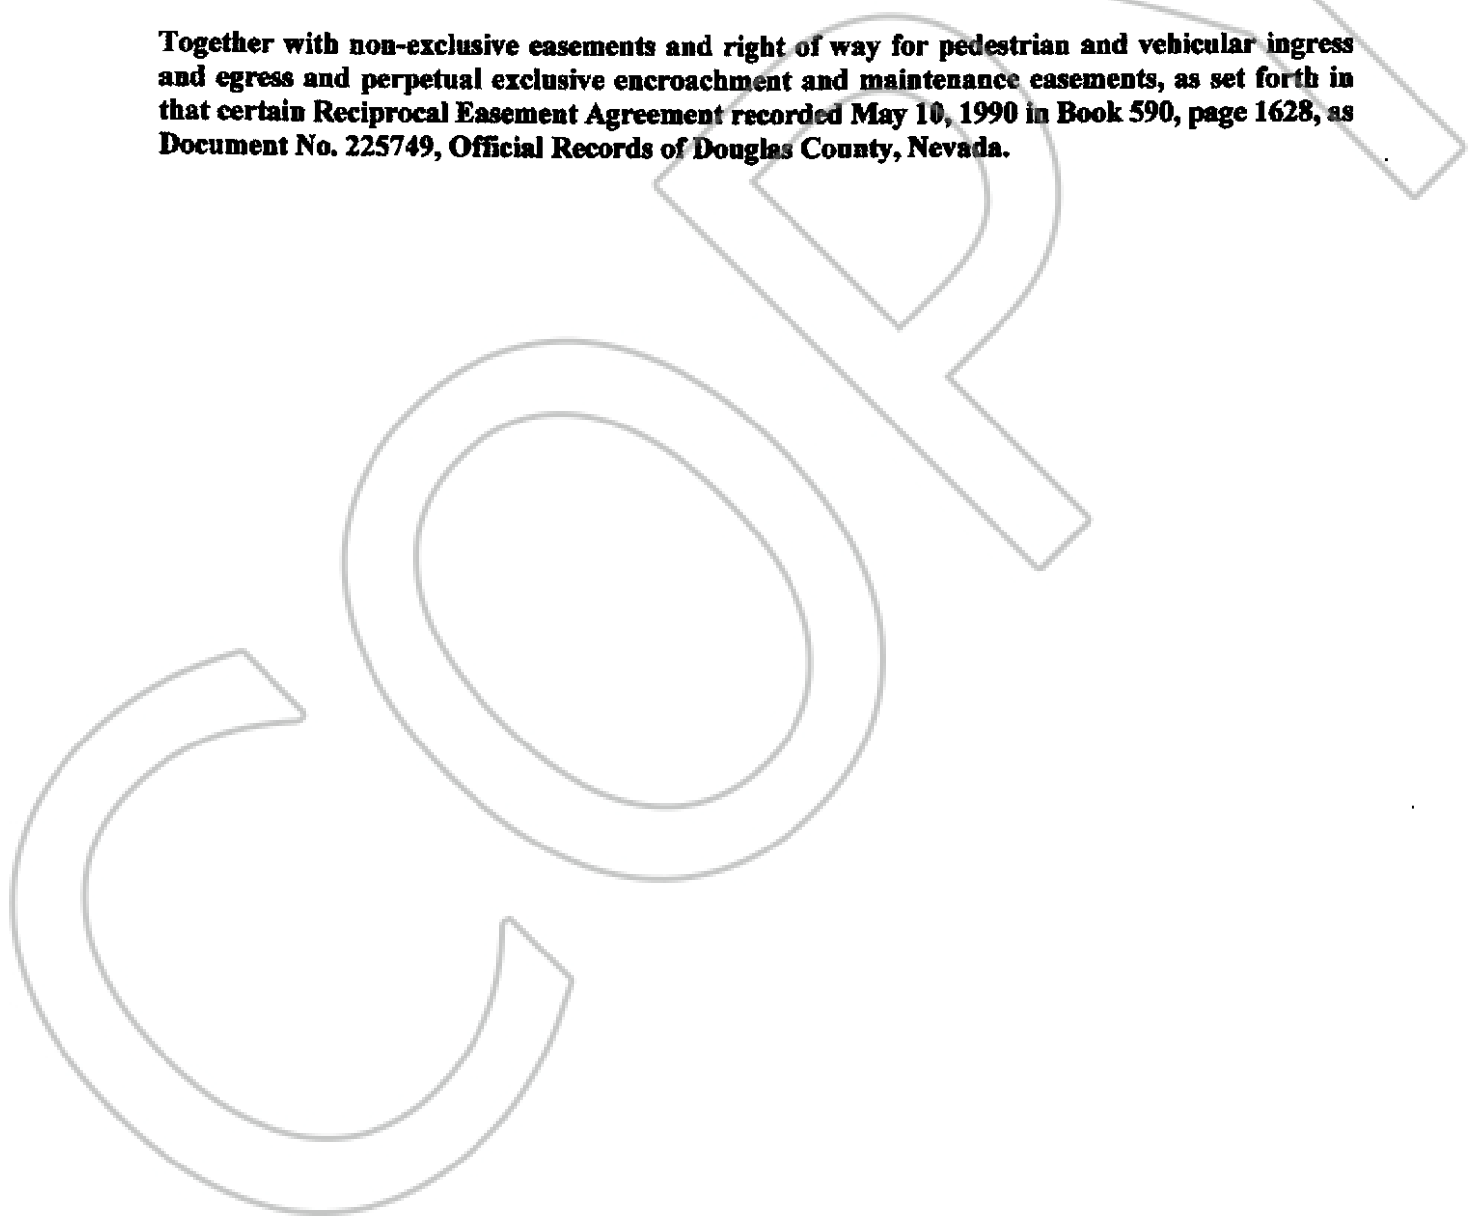 Together with non-exclusive easements and right of way for pedestrian and vehicular ingress
and egress and perpetual exclusive encroachment and maintenance easements, as set forth in
that certain Reciprocal Easement Agreement recorded May 10, 1990 in Book 590, page 1628, as
Document No. 225749, Official Records of Douglas County, Nevada.
COPY